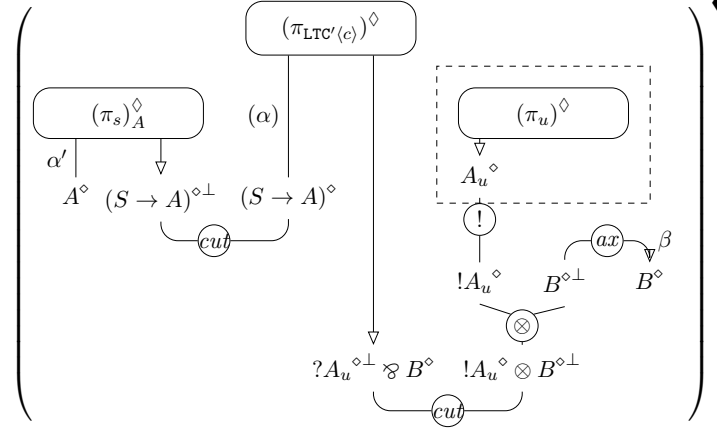 (π_{LTC′⟨c⟩})^◊
(π_s)_A^◊
(α)
(π_u)^◊
α′
A^⋄ (S → A)^{⋄⊥} (S → A)^⋄ A_u^⋄
!
cut ax β
!A_u^⋄ B^{⋄⊥} B^⋄
⊗
?A_u^{⋄⊥} ⅋ B^⋄ !A_u^⋄ ⊗ B^{⋄⊥}
cut